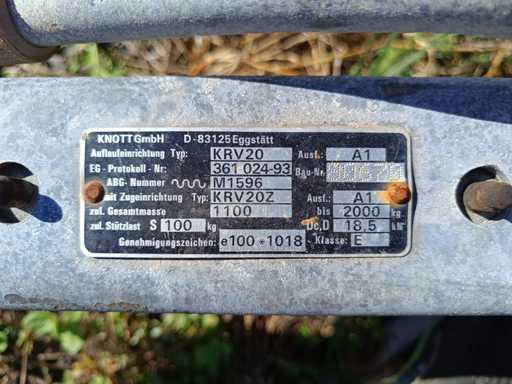 KNOTT GmbH D-83125 Eggstätt
Auflaufeinrichtung Typ: KRV20 Ausf.: A1
EG - Protokoll - Nr: 361 024-93 Bau-Nr.
ABG- Nummer M1596
mit Zugeinrichtung Typ: KRV20Z Ausf.: A1
zul. Gesamtmasse 1100 bis 2000 kg
zul. Stützlast S 100 kg Dc,D 18,5 kN
Genehmigungszeichen: e100*1018 - Klasse: E